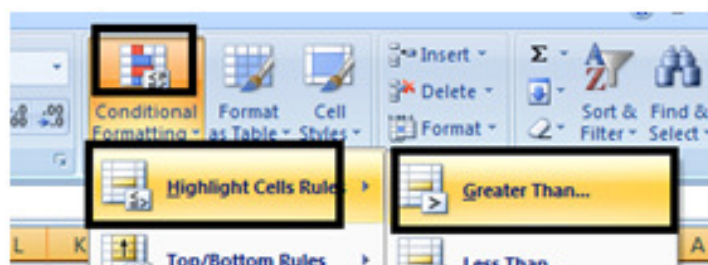 Insert
Σ
Delete
Conditional Formatting
Format as Table
Cell Styles
Format
Sort & Filter
Find & Select
Highlight Cells Rules
Greater Than...
L K A
Top/Bottom Rules
Less Than